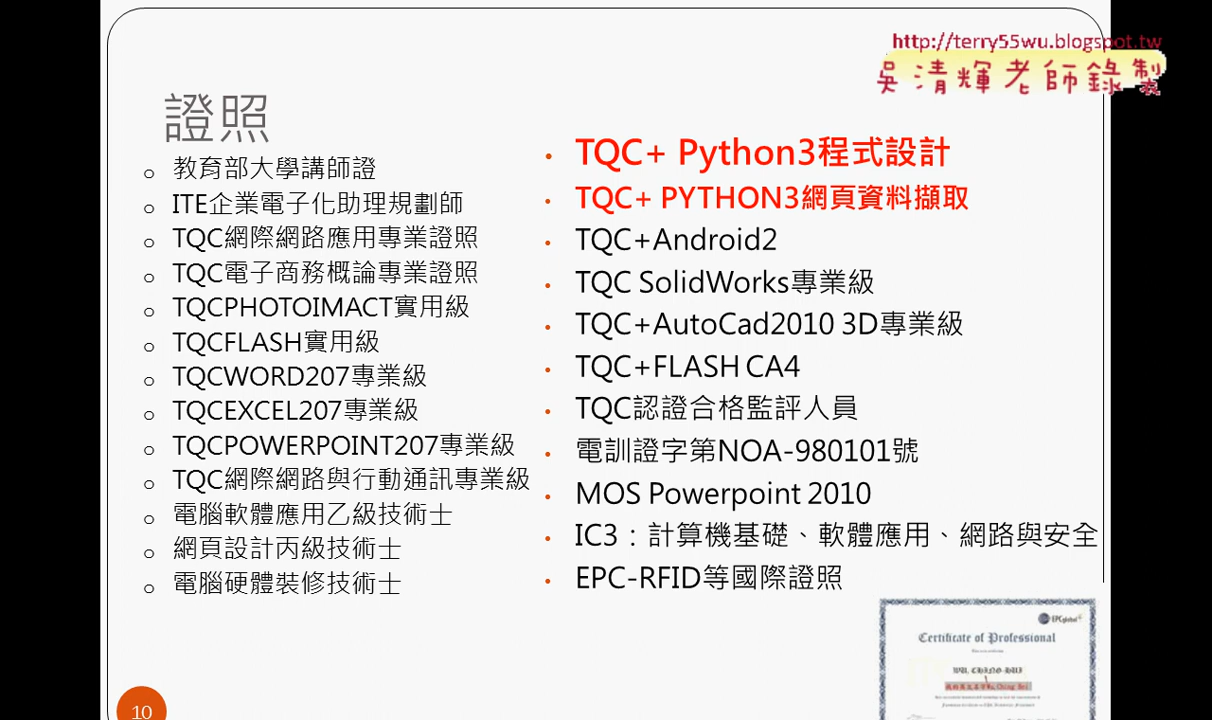 http://terry55wu.blogspot.tw
吳清輝老師錄製
證照
教育部大學講師證
ITE企業電子化助理規劃師
TQC網際網路應用專業證照
TQC電子商務概論專業證照
TQCPHOTOIMACT實用級
TQCFLASH實用級
TQCWORD207專業級
TQCEXCEL207專業級
TQCPOWERPOINT207專業級
TQC網際網路與行動通訊專業級
電腦軟體應用乙級技術士
網頁設計丙級技術士
電腦硬體裝修技術士
TQC+ Python3程式設計
TQC+ PYTHON3網頁資料擷取
TQC+Android2
TQC SolidWorks專業級
TQC+AutoCad2010 3D專業級
TQC+FLASH CA4
TQC認證合格監評人員
電訓證字第NOA-980101號
MOS Powerpoint 2010
IC3：計算機基礎、軟體應用、網路與安全
EPC-RFID等國際證照
EPCglobal
Certificate of Professional
WU, CHING-HUI
10